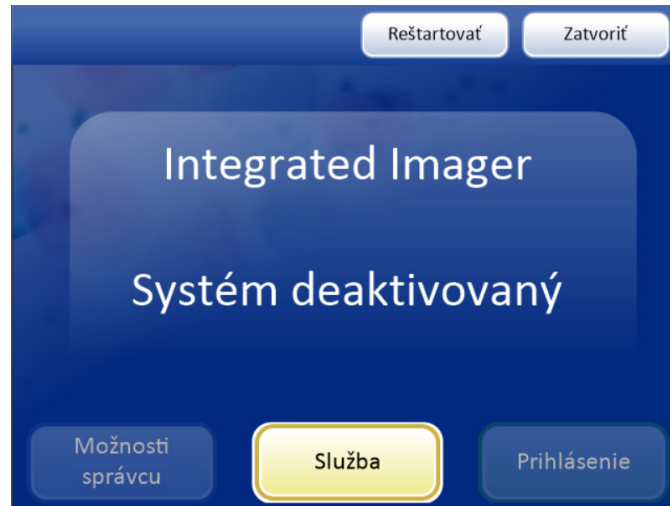 Reštartovať
Zatvoriť
Integrated Imager
Systém deaktivovaný
Možnosti
správcu
Služba
Prihlásenie